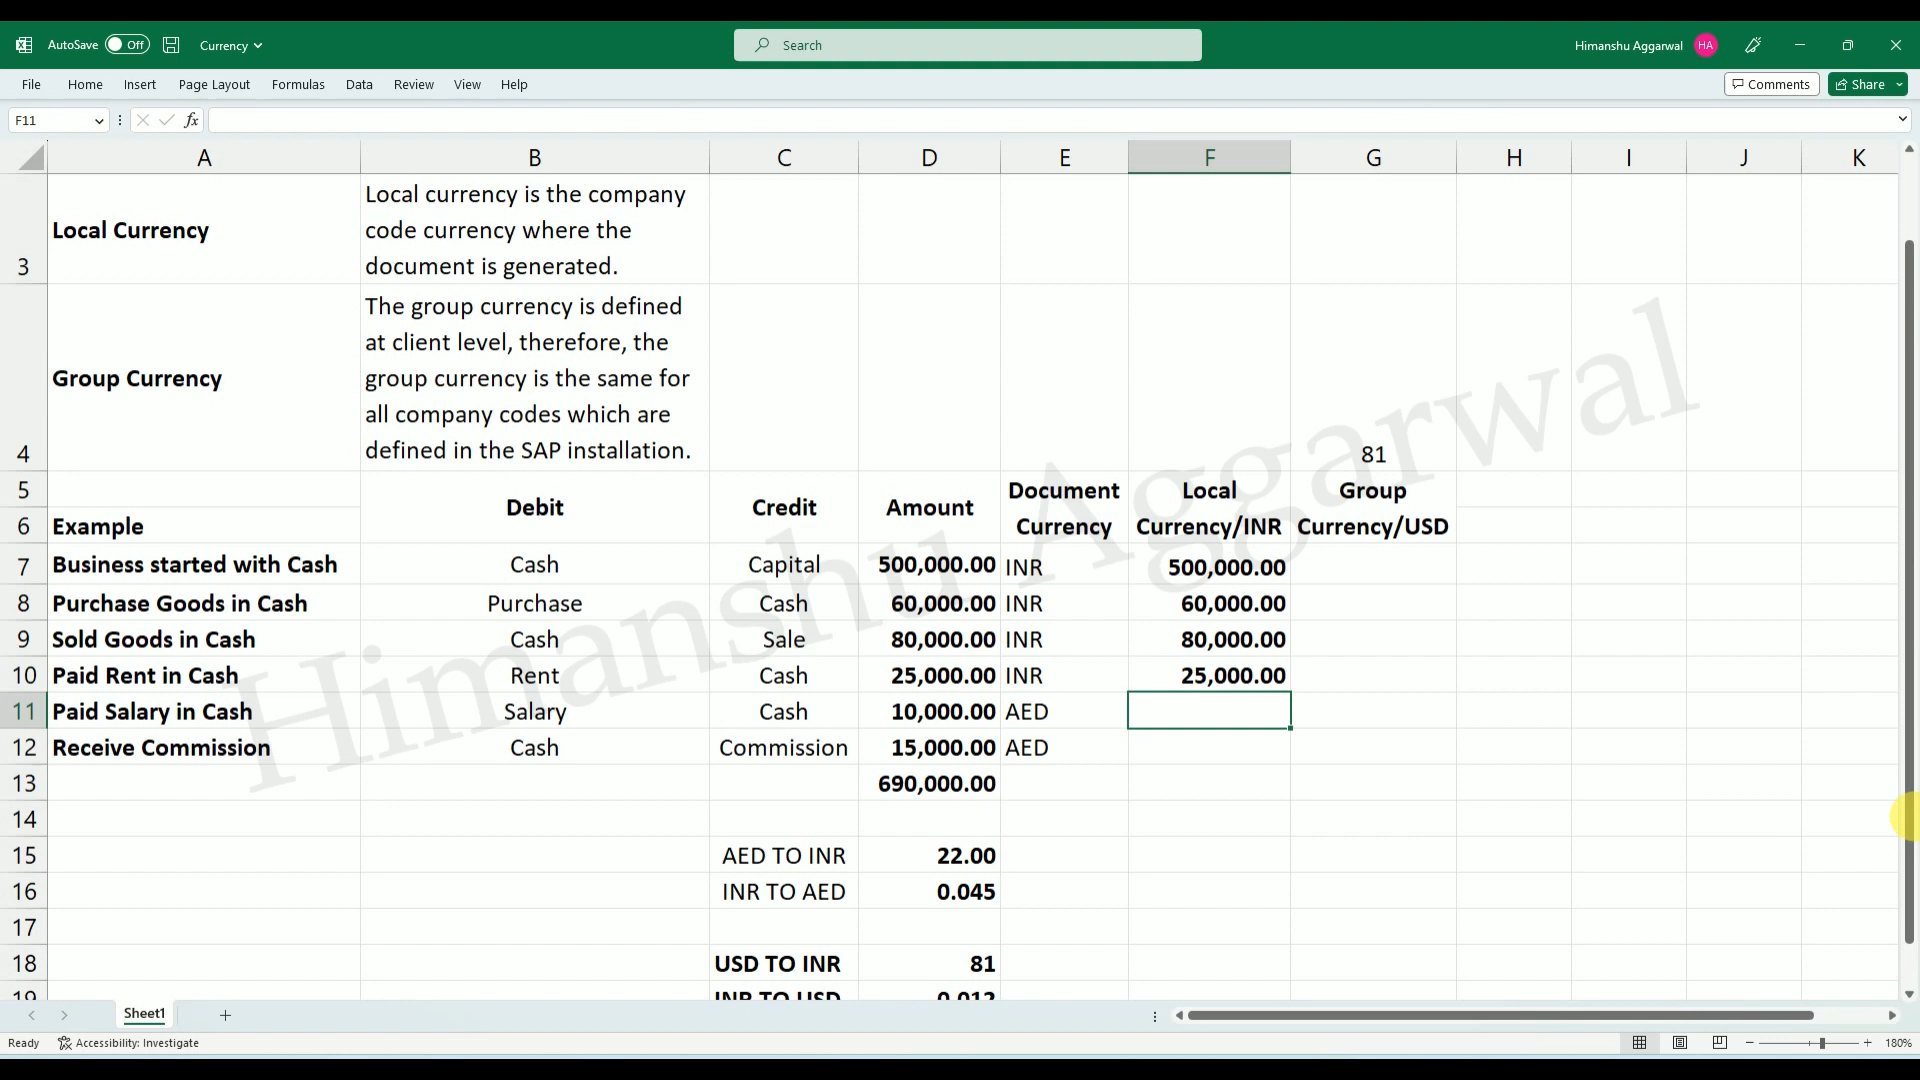 AutoSave Off Currency Search Himanshu Aggarwal HA
File Home Insert Page Layout Formulas Data Review View Help Comments Share
F11 fx
A B C D E F G H I J K
3 Local Currency Local currency is the company
code currency where the
document is generated.
4 Group Currency The group currency is defined
at client level, therefore, the
group currency is the same for
all company codes which are
defined in the SAP installation. 81
5 Debit Credit Amount Document Local Group
6 Example Currency Currency/INR Currency/USD
7 Business started with Cash Cash Capital 500,000.00 INR 500,000.00
8 Purchase Goods in Cash Purchase Cash 60,000.00 INR 60,000.00
9 Sold Goods in Cash Cash Sale 80,000.00 INR 80,000.00
10 Paid Rent in Cash Rent Cash 25,000.00 INR 25,000.00
11 Paid Salary in Cash Salary Cash 10,000.00 AED
12 Receive Commission Cash Commission 15,000.00 AED
13 690,000.00
14
15 AED TO INR 22.00
16 INR TO AED 0.045
17
18 USD TO INR 81
19 INR TO USD 0.012
Himanshu Aggarwal
Sheet1
Ready Accessibility: Investigate 180%